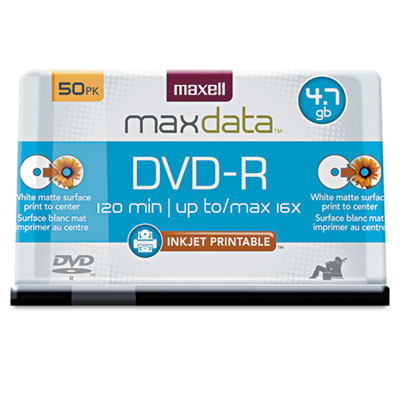 50PK
maxell
4.7
gb
maxdata™
DVD-R
120 min | up to/max 16X
White matte surface
print to center
Surface blanc mat
imprimer au centre
White matte surface
print to center
Surface blanc mat
imprimer au centre
INKJET PRINTABLE™
DVD
R